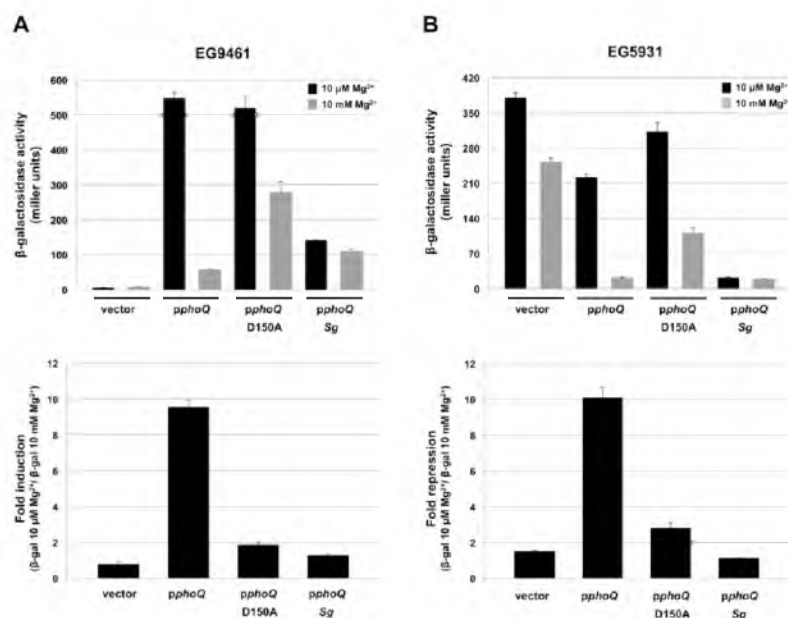 A
EG9461
β-galactosidase activity
(miller units)
600
500
400
300
200
100
0
10 µM Mg²⁺
10 mM Mg²⁺
vector
pphoQ
pphoQ
D150A
pphoQ
Sg
Fold induction
(β-gal 10 µM Mg²⁺/ β-gal 10 mM Mg²⁺)
12
10
8
6
4
2
0
vector
pphoQ
pphoQ
D150A
pphoQ
Sg
B
EG5931
β-galactosidase activity
(miller units)
420
350
280
210
140
70
0
10 µM Mg²⁺
10 mM Mg²⁺
vector
pphoQ
pphoQ
D150A
pphoQ
Sg
Fold repression
(β-gal 10 µM Mg²⁺/ β-gal 10 mM Mg²⁺)
12
10
8
6
4
2
0
vector
pphoQ
pphoQ
D150A
pphoQ
Sg